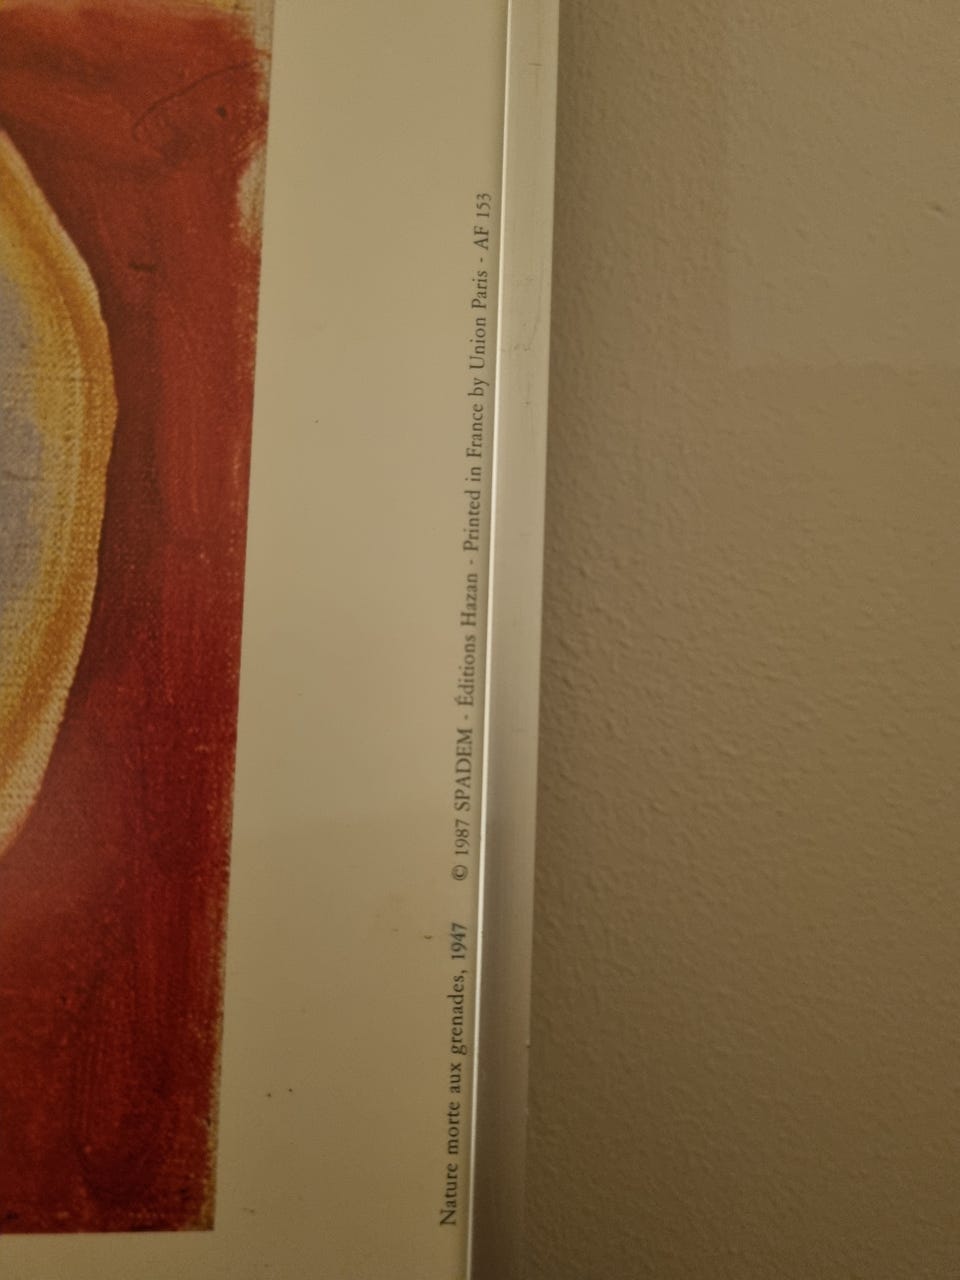 Nature morte aux grenades, 1947 © 1987 SPADEM - Éditions Hazan - Printed in France by Union Paris - AF 153